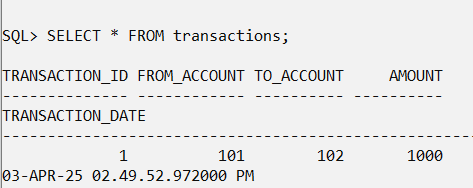 SQL> SELECT * FROM transactions;
TRANSACTION_ID FROM_ACCOUNT TO_ACCOUNT     AMOUNT
-------------- ------------ ---------- ----------
TRANSACTION_DATE
---------------------------------------------------------------------------
             1          101        102       1000
03-APR-25 02.49.52.972000 PM